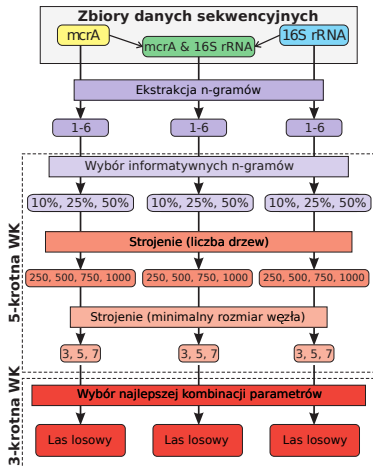 Zbiory danych sekwencyjnych
mcrA
mcrA & 16S rRNA
16S rRNA
Ekstrakcja n-gramów
1-6
1-6
1-6
5-krotna WK
Wybór informatywnych n-gramów
10%, 25%, 50%
10%, 25%, 50%
10%, 25%, 50%
Strojenie (liczba drzew)
250, 500, 750, 1000
250, 500, 750, 1000
250, 500, 750, 1000
Strojenie (minimalny rozmiar węzła)
3, 5, 7
3, 5, 7
3, 5, 7
3-krotna WK
Wybór najlepszej kombinacji parametrów
Las losowy
Las losowy
Las losowy